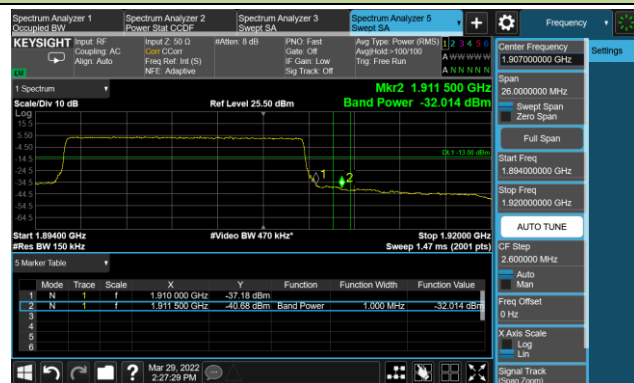 Spectrum Analyzer 1
Occupied BW
Spectrum Analyzer 2
Power Stat CCDF
Spectrum Analyzer 3
Swept SA
Spectrum Analyzer 5
Swept SA
Frequency
KEYSIGHT
Input: RF
Coupling: AC
Align: Auto
Input Z: 50 Ω
Corr CCorr
Freq Ref: Int (S)
NFE: Adaptive
#Atten: 8 dB
PNO: Fast
Gate: Off
IF Gain: Low
Sig Track: Off
Avg Type: Power (RMS)
Avg|Hold:>100/100
Trig: Free Run
1 2 3 4 5 6
A W W W W W
A N N N N N
1 Spectrum
Scale/Div 10 dB
Ref Level 25.50 dBm
Mkr2 1.911 500 GHz
Band Power -32.014 dBm
Log
15.5
5.50
-4.50
-14.5
-24.5
-34.5
-44.5
-54.5
-64.5
DL1 -13.00 dBm
1
2
Start 1.89400 GHz
#Video BW 470 kHz*
Stop 1.92000 GHz
#Res BW 150 kHz
Sweep 1.47 ms (2001 pts)
5 Marker Table
Mode Trace Scale X Y Function Function Width Function Value
1 N 1 f 1.910 000 GHz -37.18 dBm
2 N 1 f 1.911 500 GHz -40.68 dBm Band Power 1.000 MHz -32.014 dBm
3
4
5
6
Mar 29, 2022
2:27:29 PM
Center Frequency
1.907000000 GHz
Settings
Span
26.0000000 MHz
Swept Span
Zero Span
Full Span
Start Freq
1.894000000 GHz
Stop Freq
1.920000000 GHz
AUTO TUNE
CF Step
2.600000 MHz
Auto
Man
Freq Offset
0 Hz
X Axis Scale
Log
Lin
Signal Track
(Span Zoom)